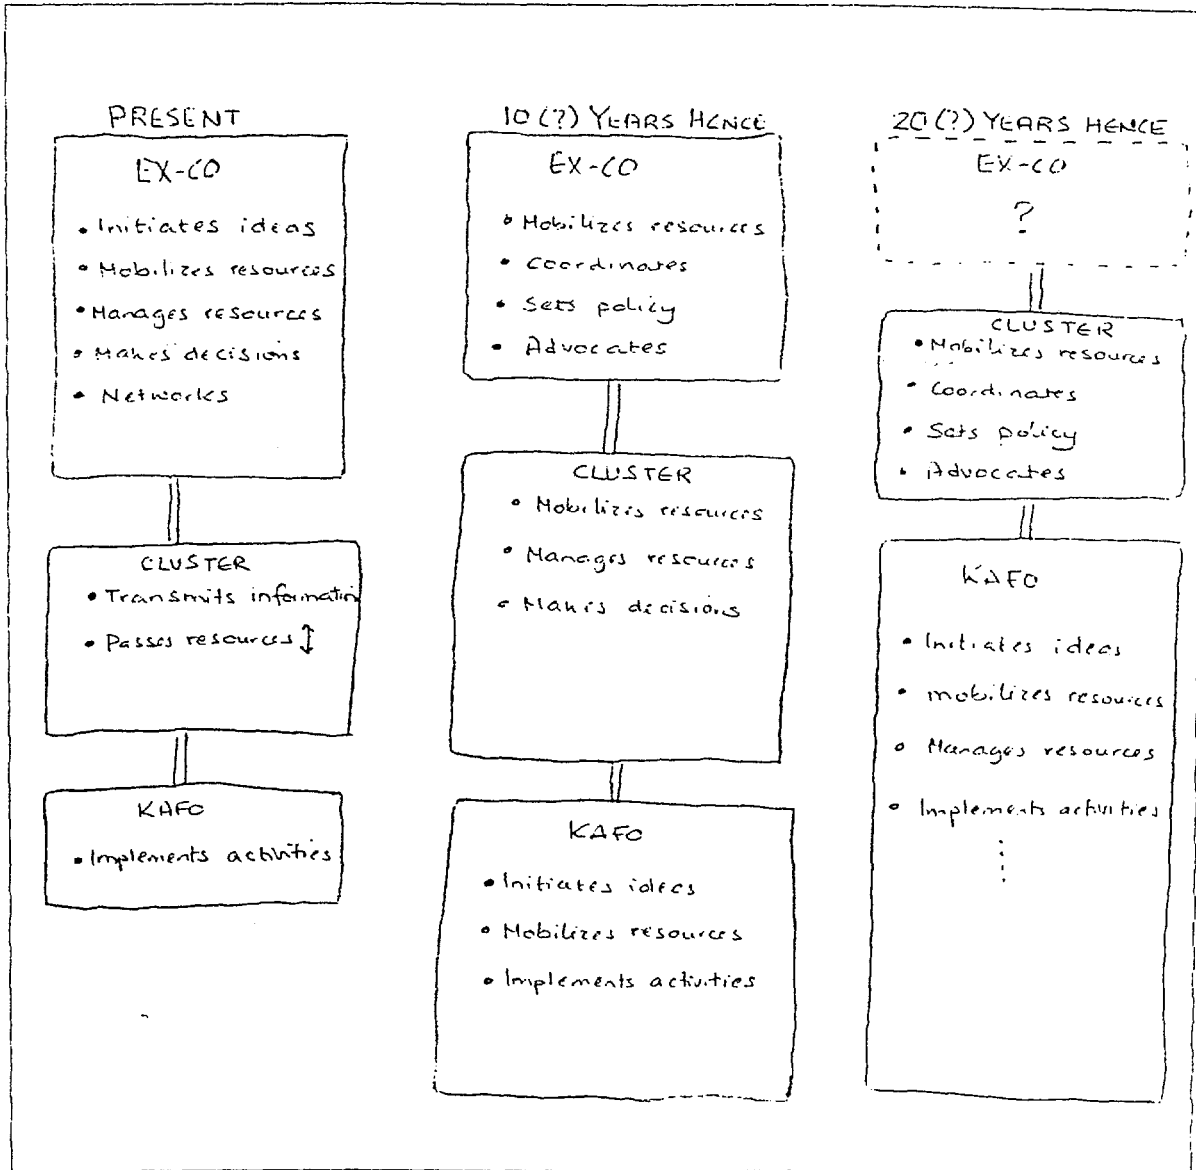 PRESENT
EX-CO
• Initiates ideas
• Mobilizes resources
• Manages resources
• Makes decisions
• Networks
CLUSTER
• Transmits information
• Passes resources ↕
KAFO
• Implements activities
10 (?) YEARS HENCE
EX-CO
• Mobilizes resources
• Coordinates
• Sets policy
• Advocates
CLUSTER
• Mobilizes resources
• Manages resources
• Makes decisions
KAFO
• Initiates ideas
• Mobilizes resources
• Implements activities
20 (?) YEARS HENCE
EX-CO
?
CLUSTER
• Mobilizes resources
• Coordinates
• Sets policy
• Advocates
KAFO
• Initiates ideas
• mobilizes resources
• Manages resources
• Implements activities